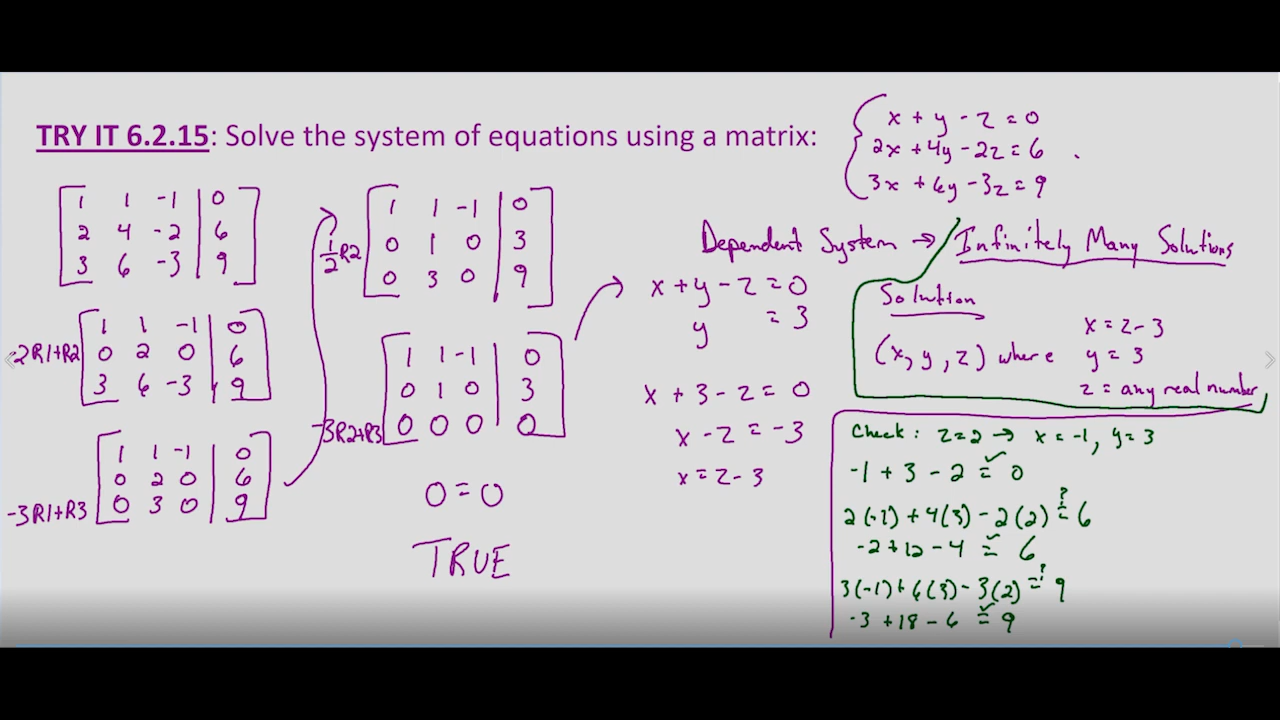 TRY IT 6.2.15: Solve the system of equations using a matrix:
x + y - z = 0
2x + 4y - 2z = 6
3x + 6y - 3z = 9
1 1 -1 | 0
2 4 -2 | 6
3 6 -3 | 9
-2R1+R2
1 1 -1 | 0
0 2 0 | 6
3 6 -3 | 9
-3R1+R3
1 1 -1 | 0
0 2 0 | 6
0 3 0 | 9
1/2 R2
1 1 -1 | 0
0 1 0 | 3
0 3 0 | 9
-3R2+R3
1 1 -1 | 0
0 1 0 | 3
0 0 0 | 0
0 = 0
TRUE
Dependent System → Infinitely Many Solutions
x + y - z = 0
y = 3
x + 3 - z = 0
x - z = -3
x = z - 3
Solution
(x, y, z) where
x = z - 3
y = 3
z = any real number
Check: z = 2 → x = -1, y = 3
-1 + 3 - 2 =✓ 0
2(-1) + 4(3) - 2(2) =? 6
-2 + 12 - 4 =✓ 6
3(-1) + 6(3) - 3(2) =? 9
-3 + 18 - 6 =✓ 9